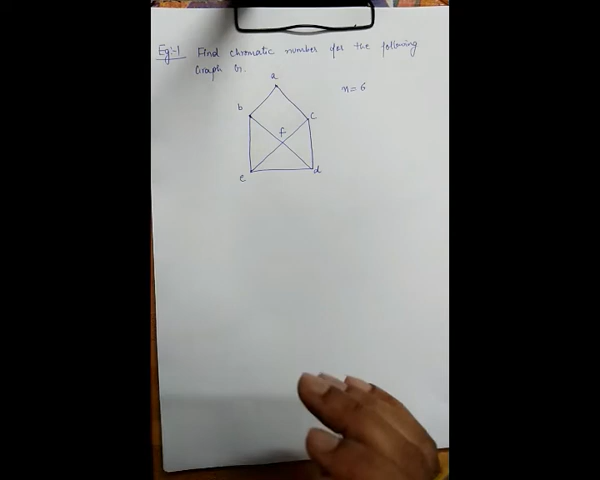 Eg:-1 Find chromatic number for the following
Graph G.
a
n = 6
b
c
f
e
d